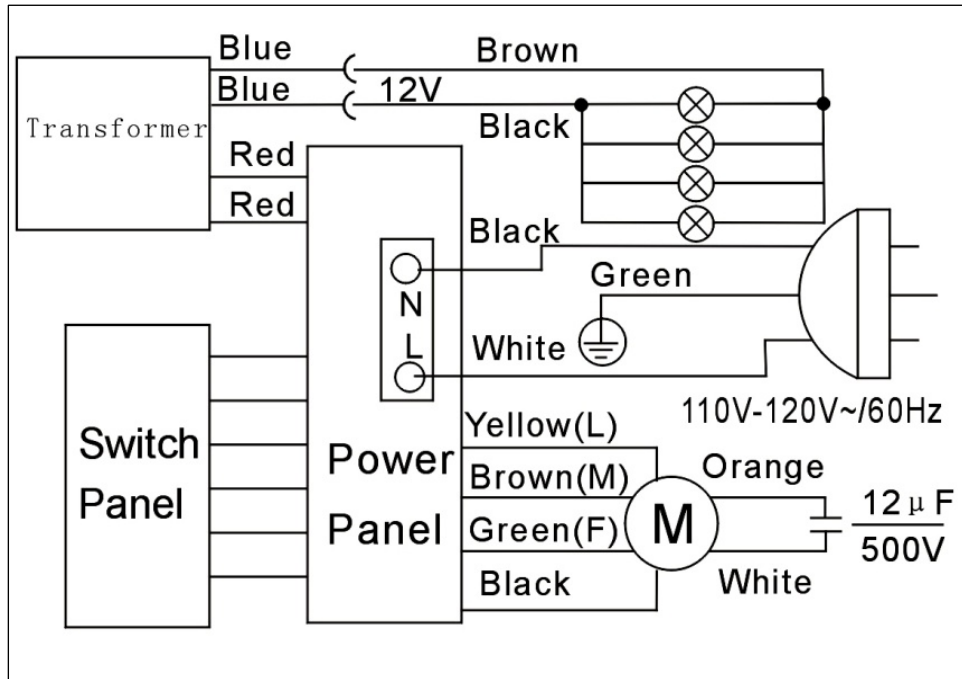 Blue
Brown
Blue
12V
Transformer
Black
Red
Red
Black
Green
N
L
White
110V-120V~/60Hz
Switch
Panel
Power
Panel
Yellow(L)
Brown(M)
Green(F)
Black
M
Orange
White
12μF
500V